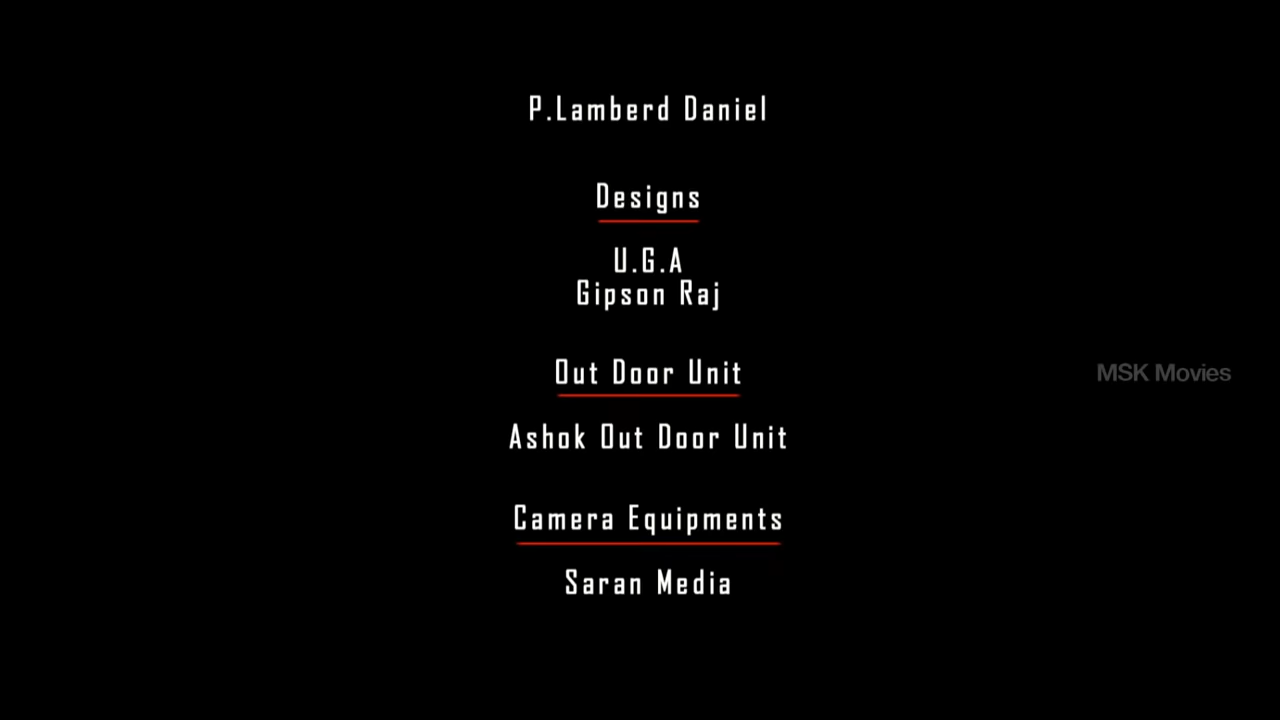 P.Lamberd Daniel
Designs
U.G.A
Gipson Raj
Out Door Unit
MSK Movies
Ashok Out Door Unit
Camera Equipments
Saran Media